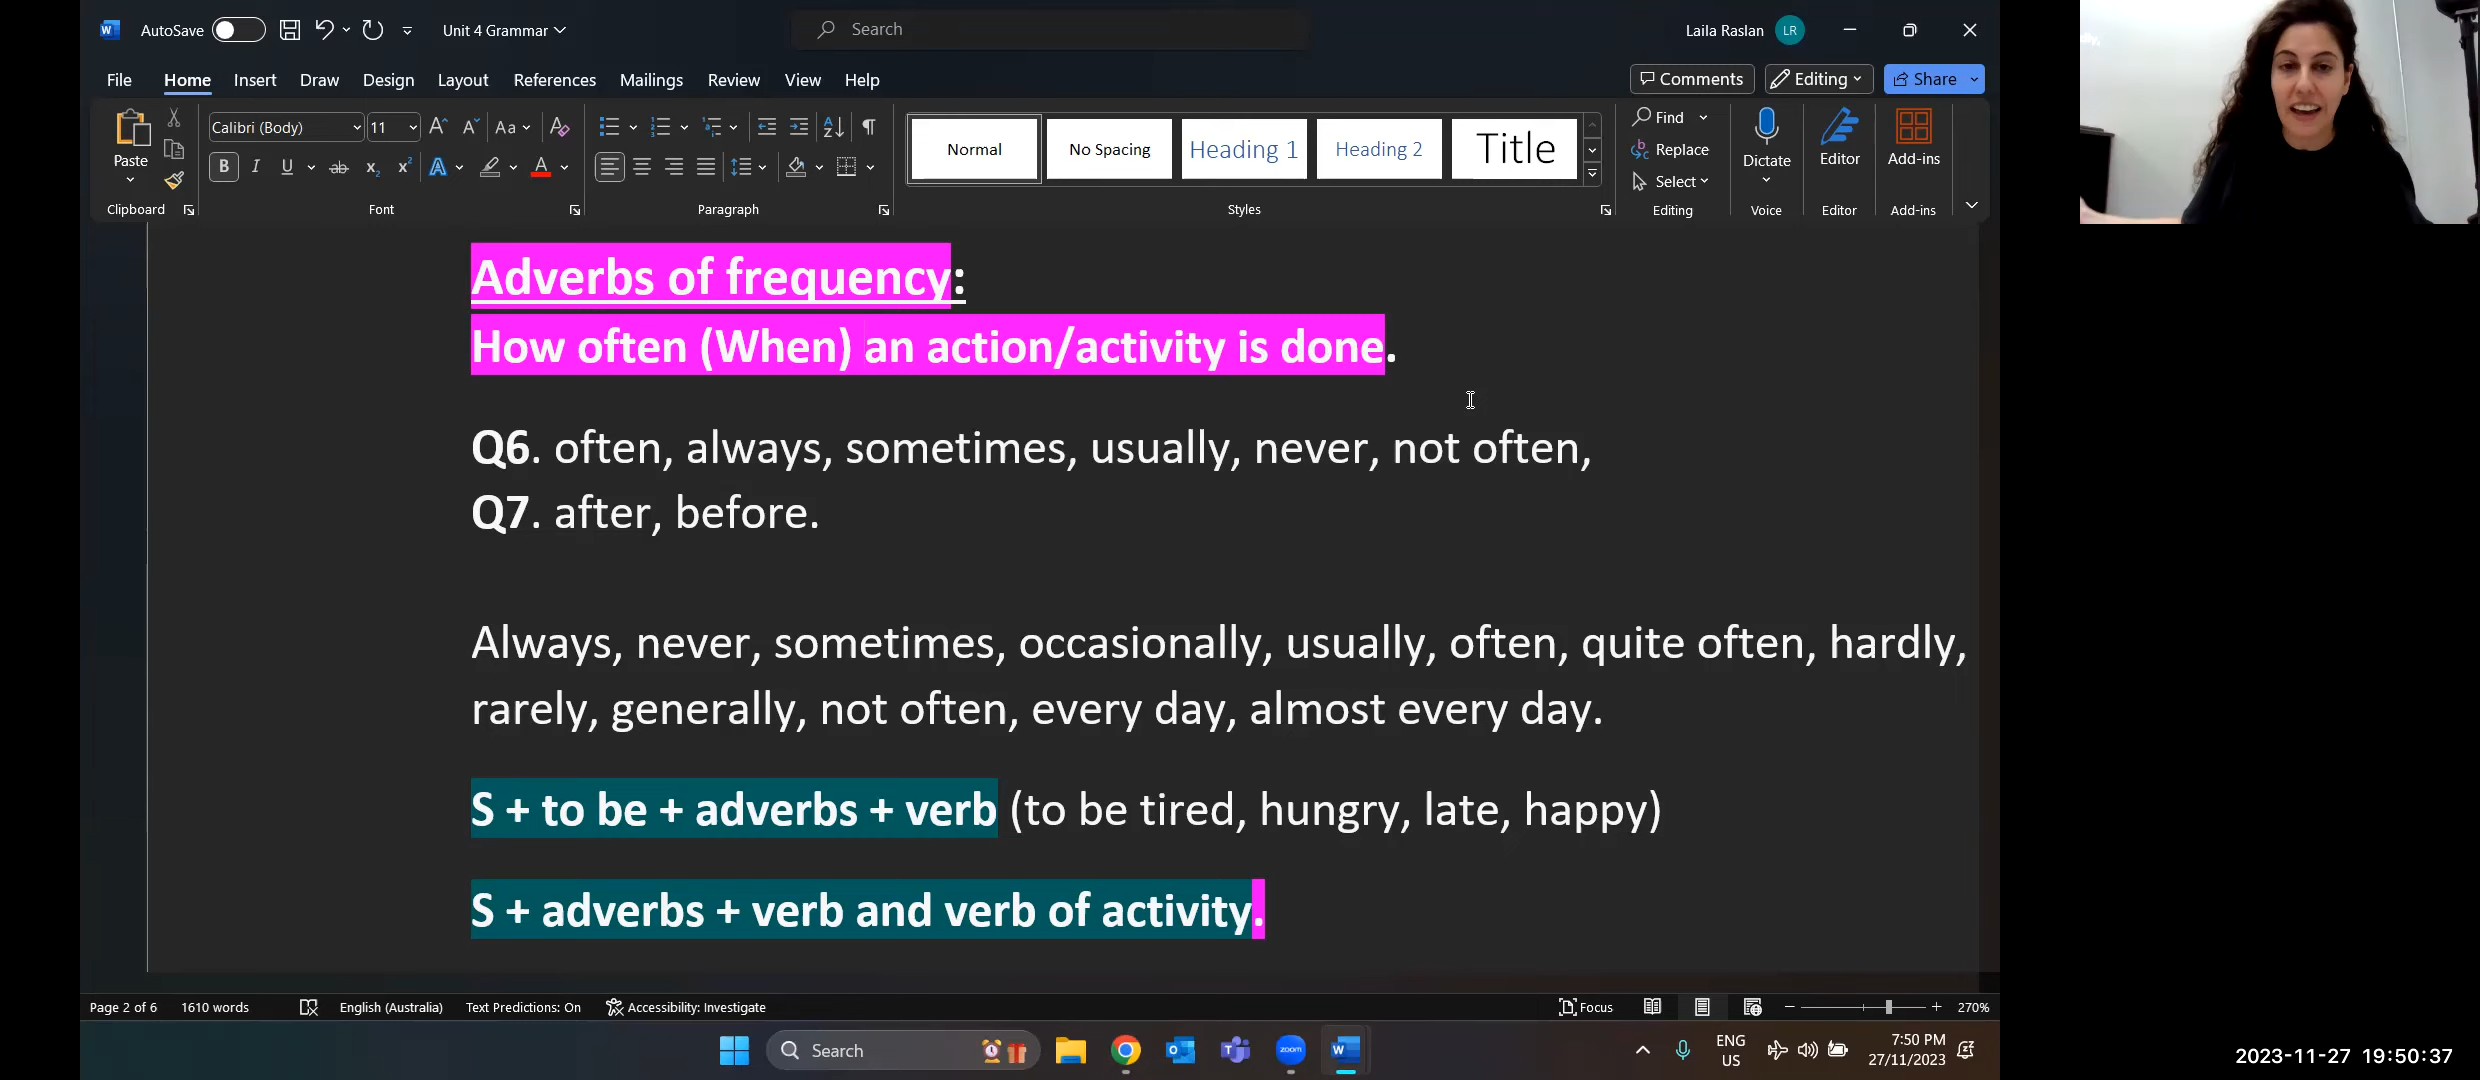 AutoSave
Unit 4 Grammar
Search
Laila Raslan
LR
File Home Insert Draw Design Layout References Mailings Review View Help
Comments Editing Share
Paste
Calibri (Body) 11
Normal
No Spacing
Heading 1
Heading 2
Title
Find
Replace
Select
Dictate
Editor
Add-ins
Clipboard Font Paragraph Styles Editing Voice Editor Add-ins
Adverbs of frequency:
How often (When) an action/activity is done.
Q6. often, always, sometimes, usually, never, not often,
Q7. after, before.
Always, never, sometimes, occasionally, usually, often, quite often, hardly,
rarely, generally, not often, every day, almost every day.
S + to be + adverbs + verb (to be tired, hungry, late, happy)
S + adverbs + verb and verb of activity.
Page 2 of 6 1610 words English (Australia) Text Predictions: On Accessibility: Investigate Focus 270%
Search
zoom
ENG
US
7:50 PM
27/11/2023
2023-11-27 19:50:37